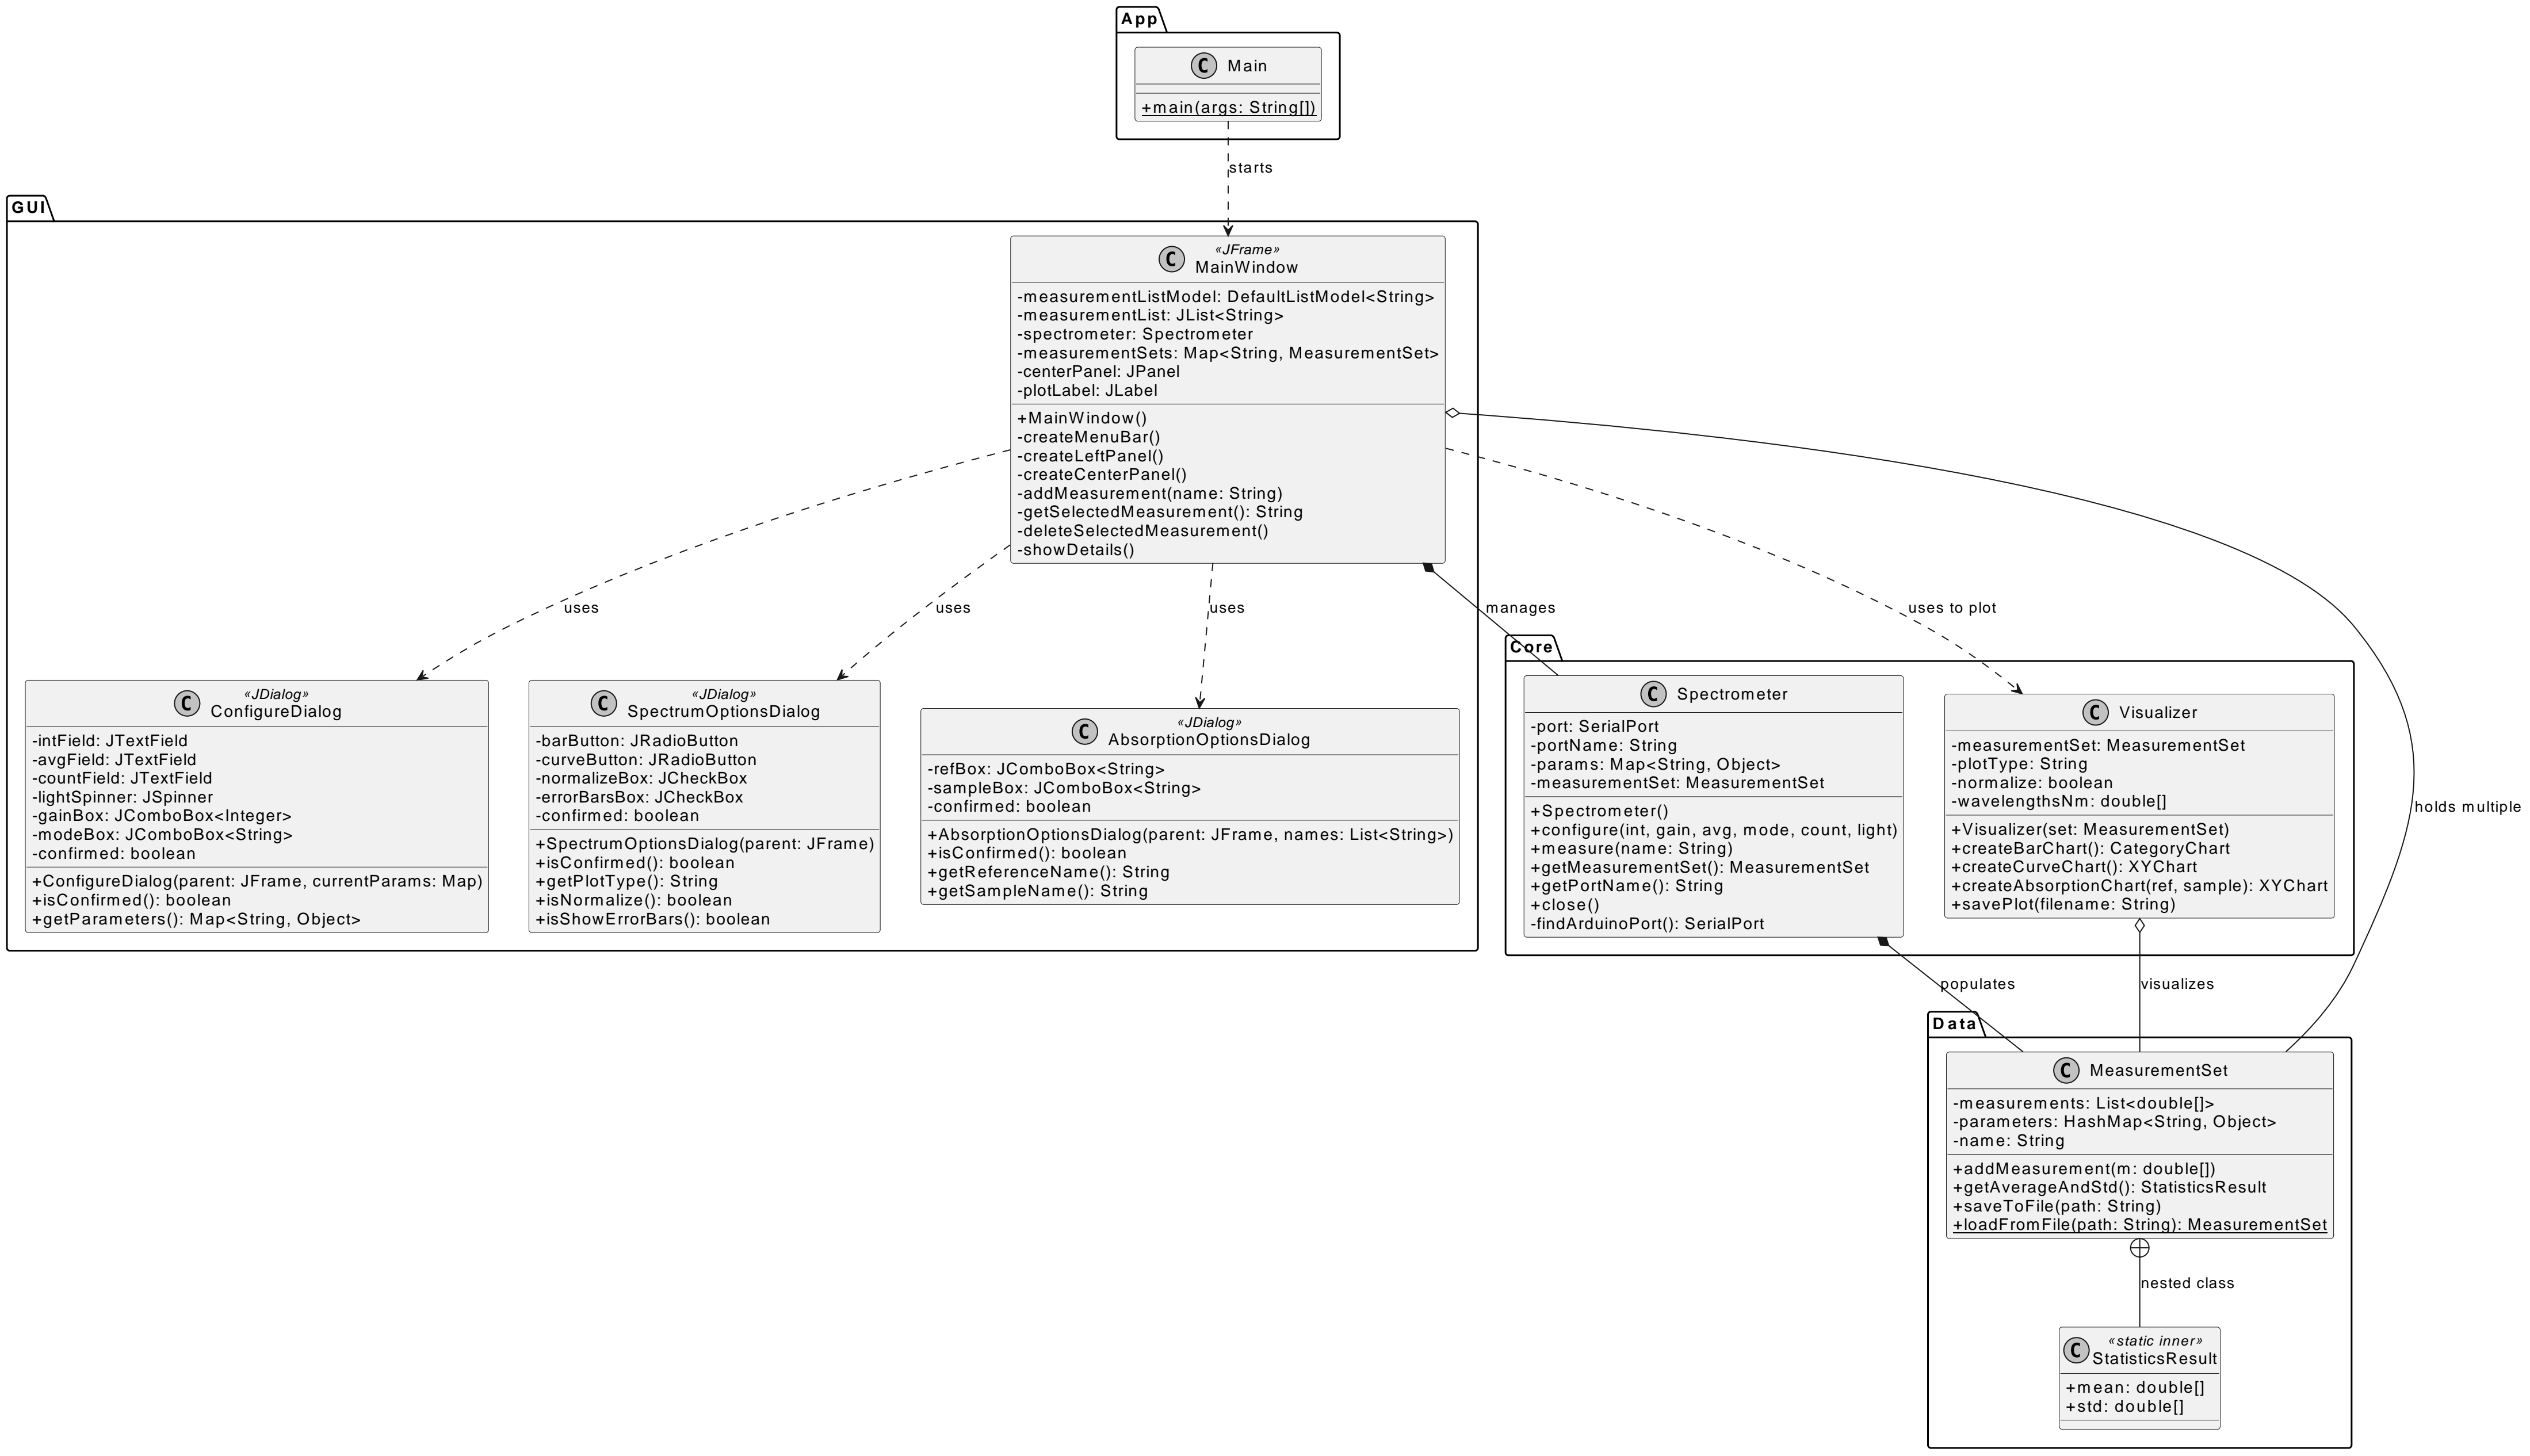 App
C Main
+main(args: String[])
starts
GUI
«JFrame»
C MainWindow
-measurementListModel: DefaultListModel<String>
-measurementList: JList<String>
-spectrometer: Spectrometer
-measurementSets: Map<String, MeasurementSet>
-centerPanel: JPanel
-plotLabel: JLabel
+MainWindow()
-createMenuBar()
-createLeftPanel()
-createCenterPanel()
-addMeasurement(name: String)
-getSelectedMeasurement(): String
-deleteSelectedMeasurement()
-showDetails()
uses
uses
uses
manages
uses to plot
holds multiple
«JDialog»
C ConfigureDialog
-intField: JTextField
-avgField: JTextField
-countField: JTextField
-lightSpinner: JSpinner
-gainBox: JComboBox<Integer>
-modeBox: JComboBox<String>
-confirmed: boolean
+ConfigureDialog(parent: JFrame, currentParams: Map)
+isConfirmed(): boolean
+getParameters(): Map<String, Object>
«JDialog»
C SpectrumOptionsDialog
-barButton: JRadioButton
-curveButton: JRadioButton
-normalizeBox: JCheckBox
-errorBarsBox: JCheckBox
-confirmed: boolean
+SpectrumOptionsDialog(parent: JFrame)
+isConfirmed(): boolean
+getPlotType(): String
+isNormalize(): boolean
+isShowErrorBars(): boolean
«JDialog»
C AbsorptionOptionsDialog
-refBox: JComboBox<String>
-sampleBox: JComboBox<String>
-confirmed: boolean
+AbsorptionOptionsDialog(parent: JFrame, names: List<String>)
+isConfirmed(): boolean
+getReferenceName(): String
+getSampleName(): String
Core
C Spectrometer
-port: SerialPort
-portName: String
-params: Map<String, Object>
-measurementSet: MeasurementSet
+Spectrometer()
+configure(int, gain, avg, mode, count, light)
+measure(name: String)
+getMeasurementSet(): MeasurementSet
+getPortName(): String
+close()
-findArduinoPort(): SerialPort
C Visualizer
-measurementSet: MeasurementSet
-plotType: String
-normalize: boolean
-wavelengthsNm: double[]
+Visualizer(set: MeasurementSet)
+createBarChart(): CategoryChart
+createCurveChart(): XYChart
+createAbsorptionChart(ref, sample): XYChart
+savePlot(filename: String)
populates
visualizes
Data
C MeasurementSet
-measurements: List<double[]>
-parameters: HashMap<String, Object>
-name: String
+addMeasurement(m: double[])
+getAverageAndStd(): StatisticsResult
+saveToFile(path: String)
+loadFromFile(path: String): MeasurementSet
nested class
«static inner»
C StatisticsResult
+mean: double[]
+std: double[]